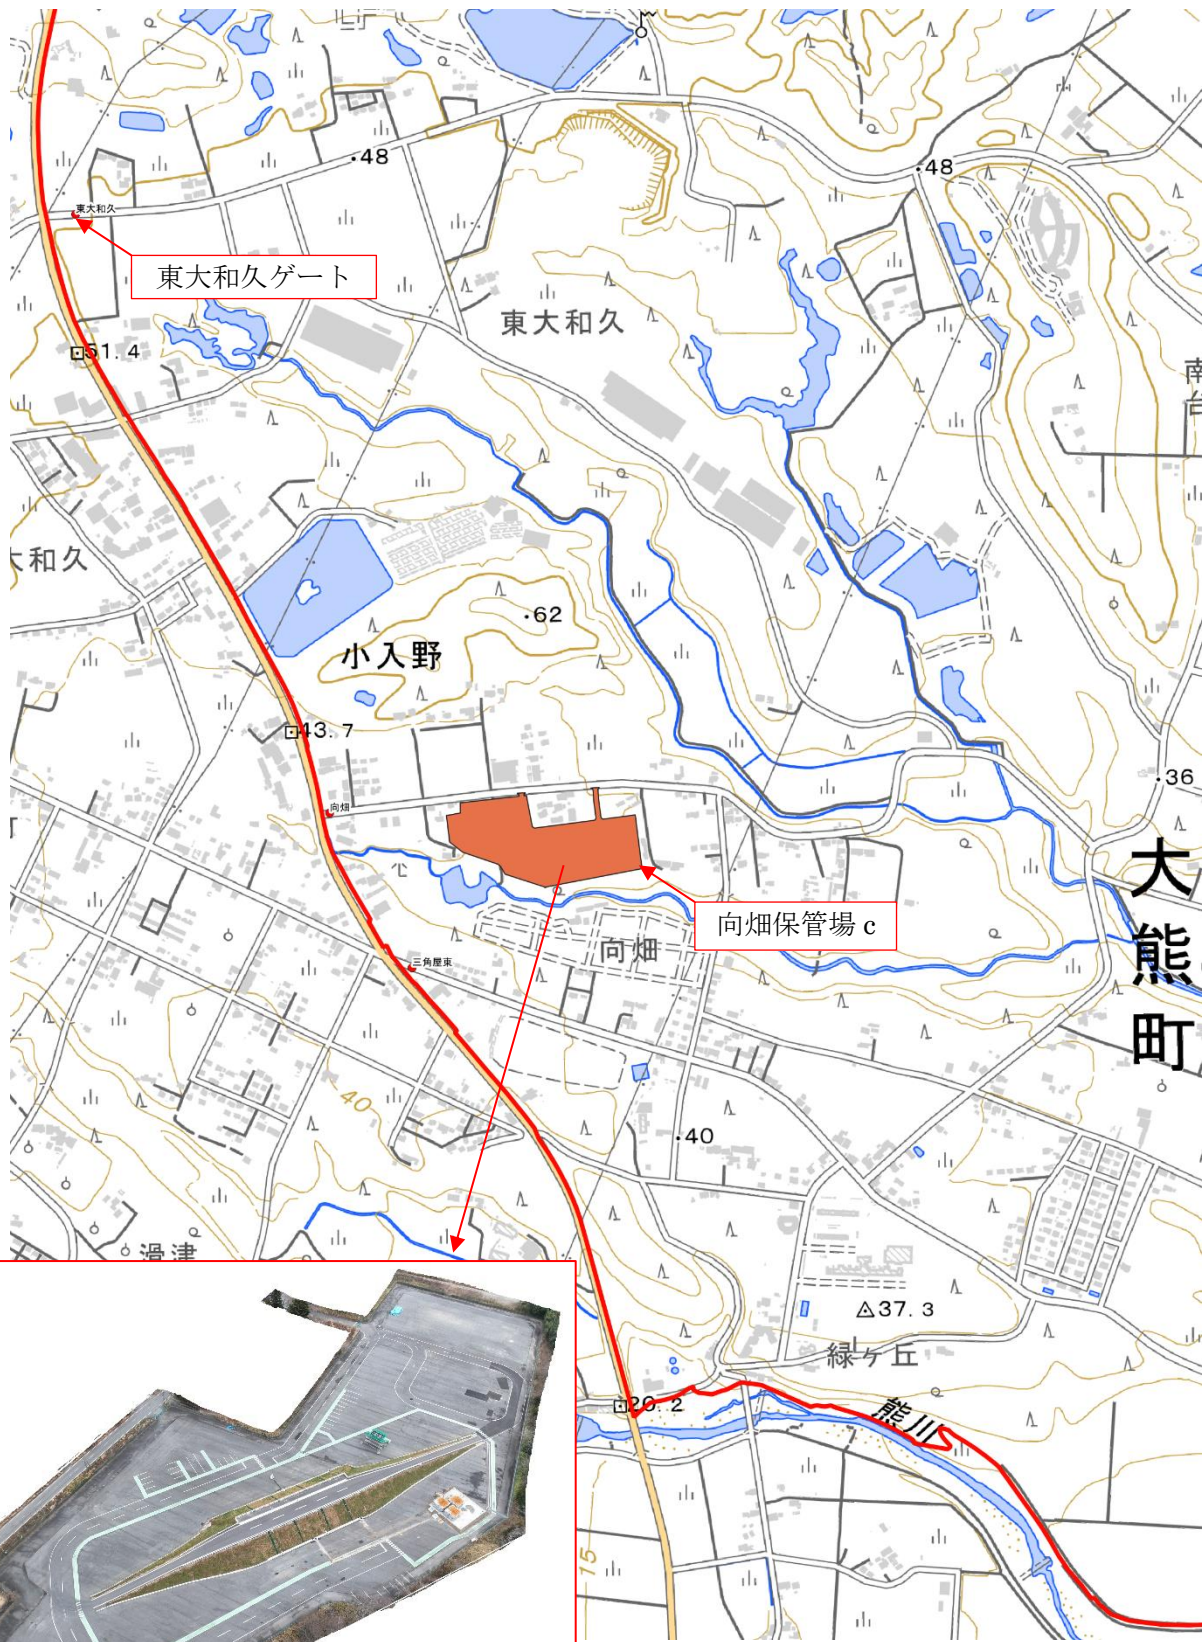 48
48
東大和久
東大和久ゲート
東大和久
51.4
南台
大和久
62
小入野
43.7
36
向畑
大熊町
向畑保管場c
向畑
三角屋東
40
40
滑津
37.3
緑ケ丘
20.2
熊川
15